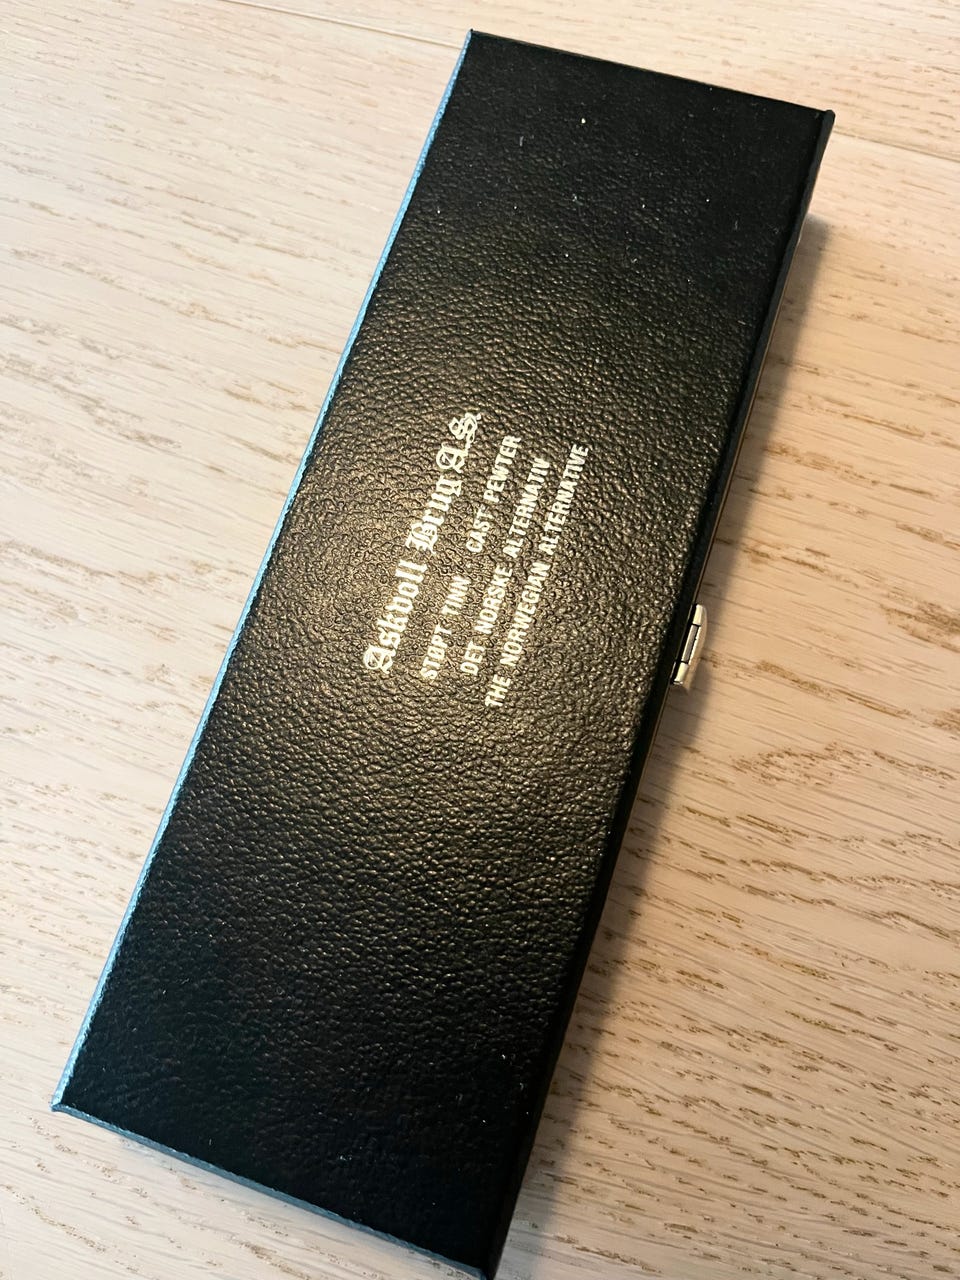 Askvoll Brug A.S.
STØPT TINN CAST PEWTER
DET NORSKE ALTERNATIV
THE NORWEGIAN ALTERNATIVE